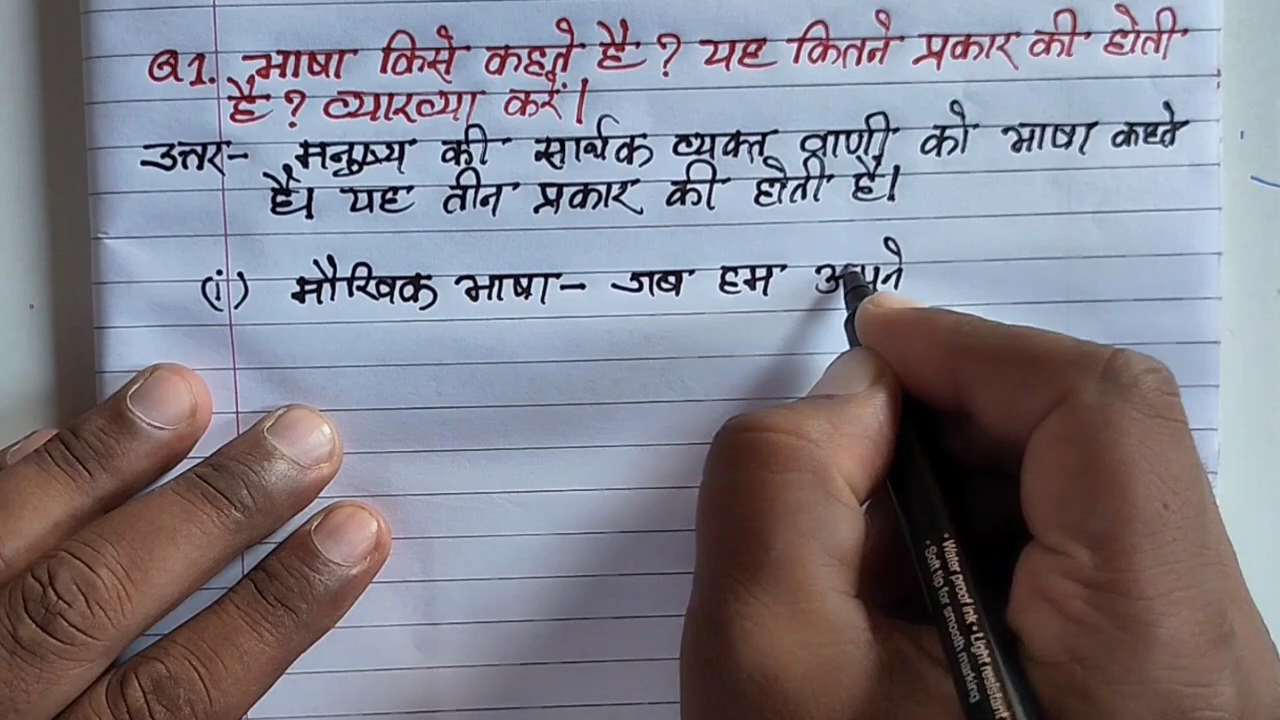 Q1. भाषा किसे कहते है? यह कितने प्रकार की होती
है? व्याख्या करें।
उत्तर- मनुष्य की सार्थक व्यक्त वाणी को भाषा कहते
है। यह तीन प्रकार की होती है।
(i) मौखिक भाषा - जब हम अपने
• Water proof ink • Light resistant
• Soft tip for smooth marking